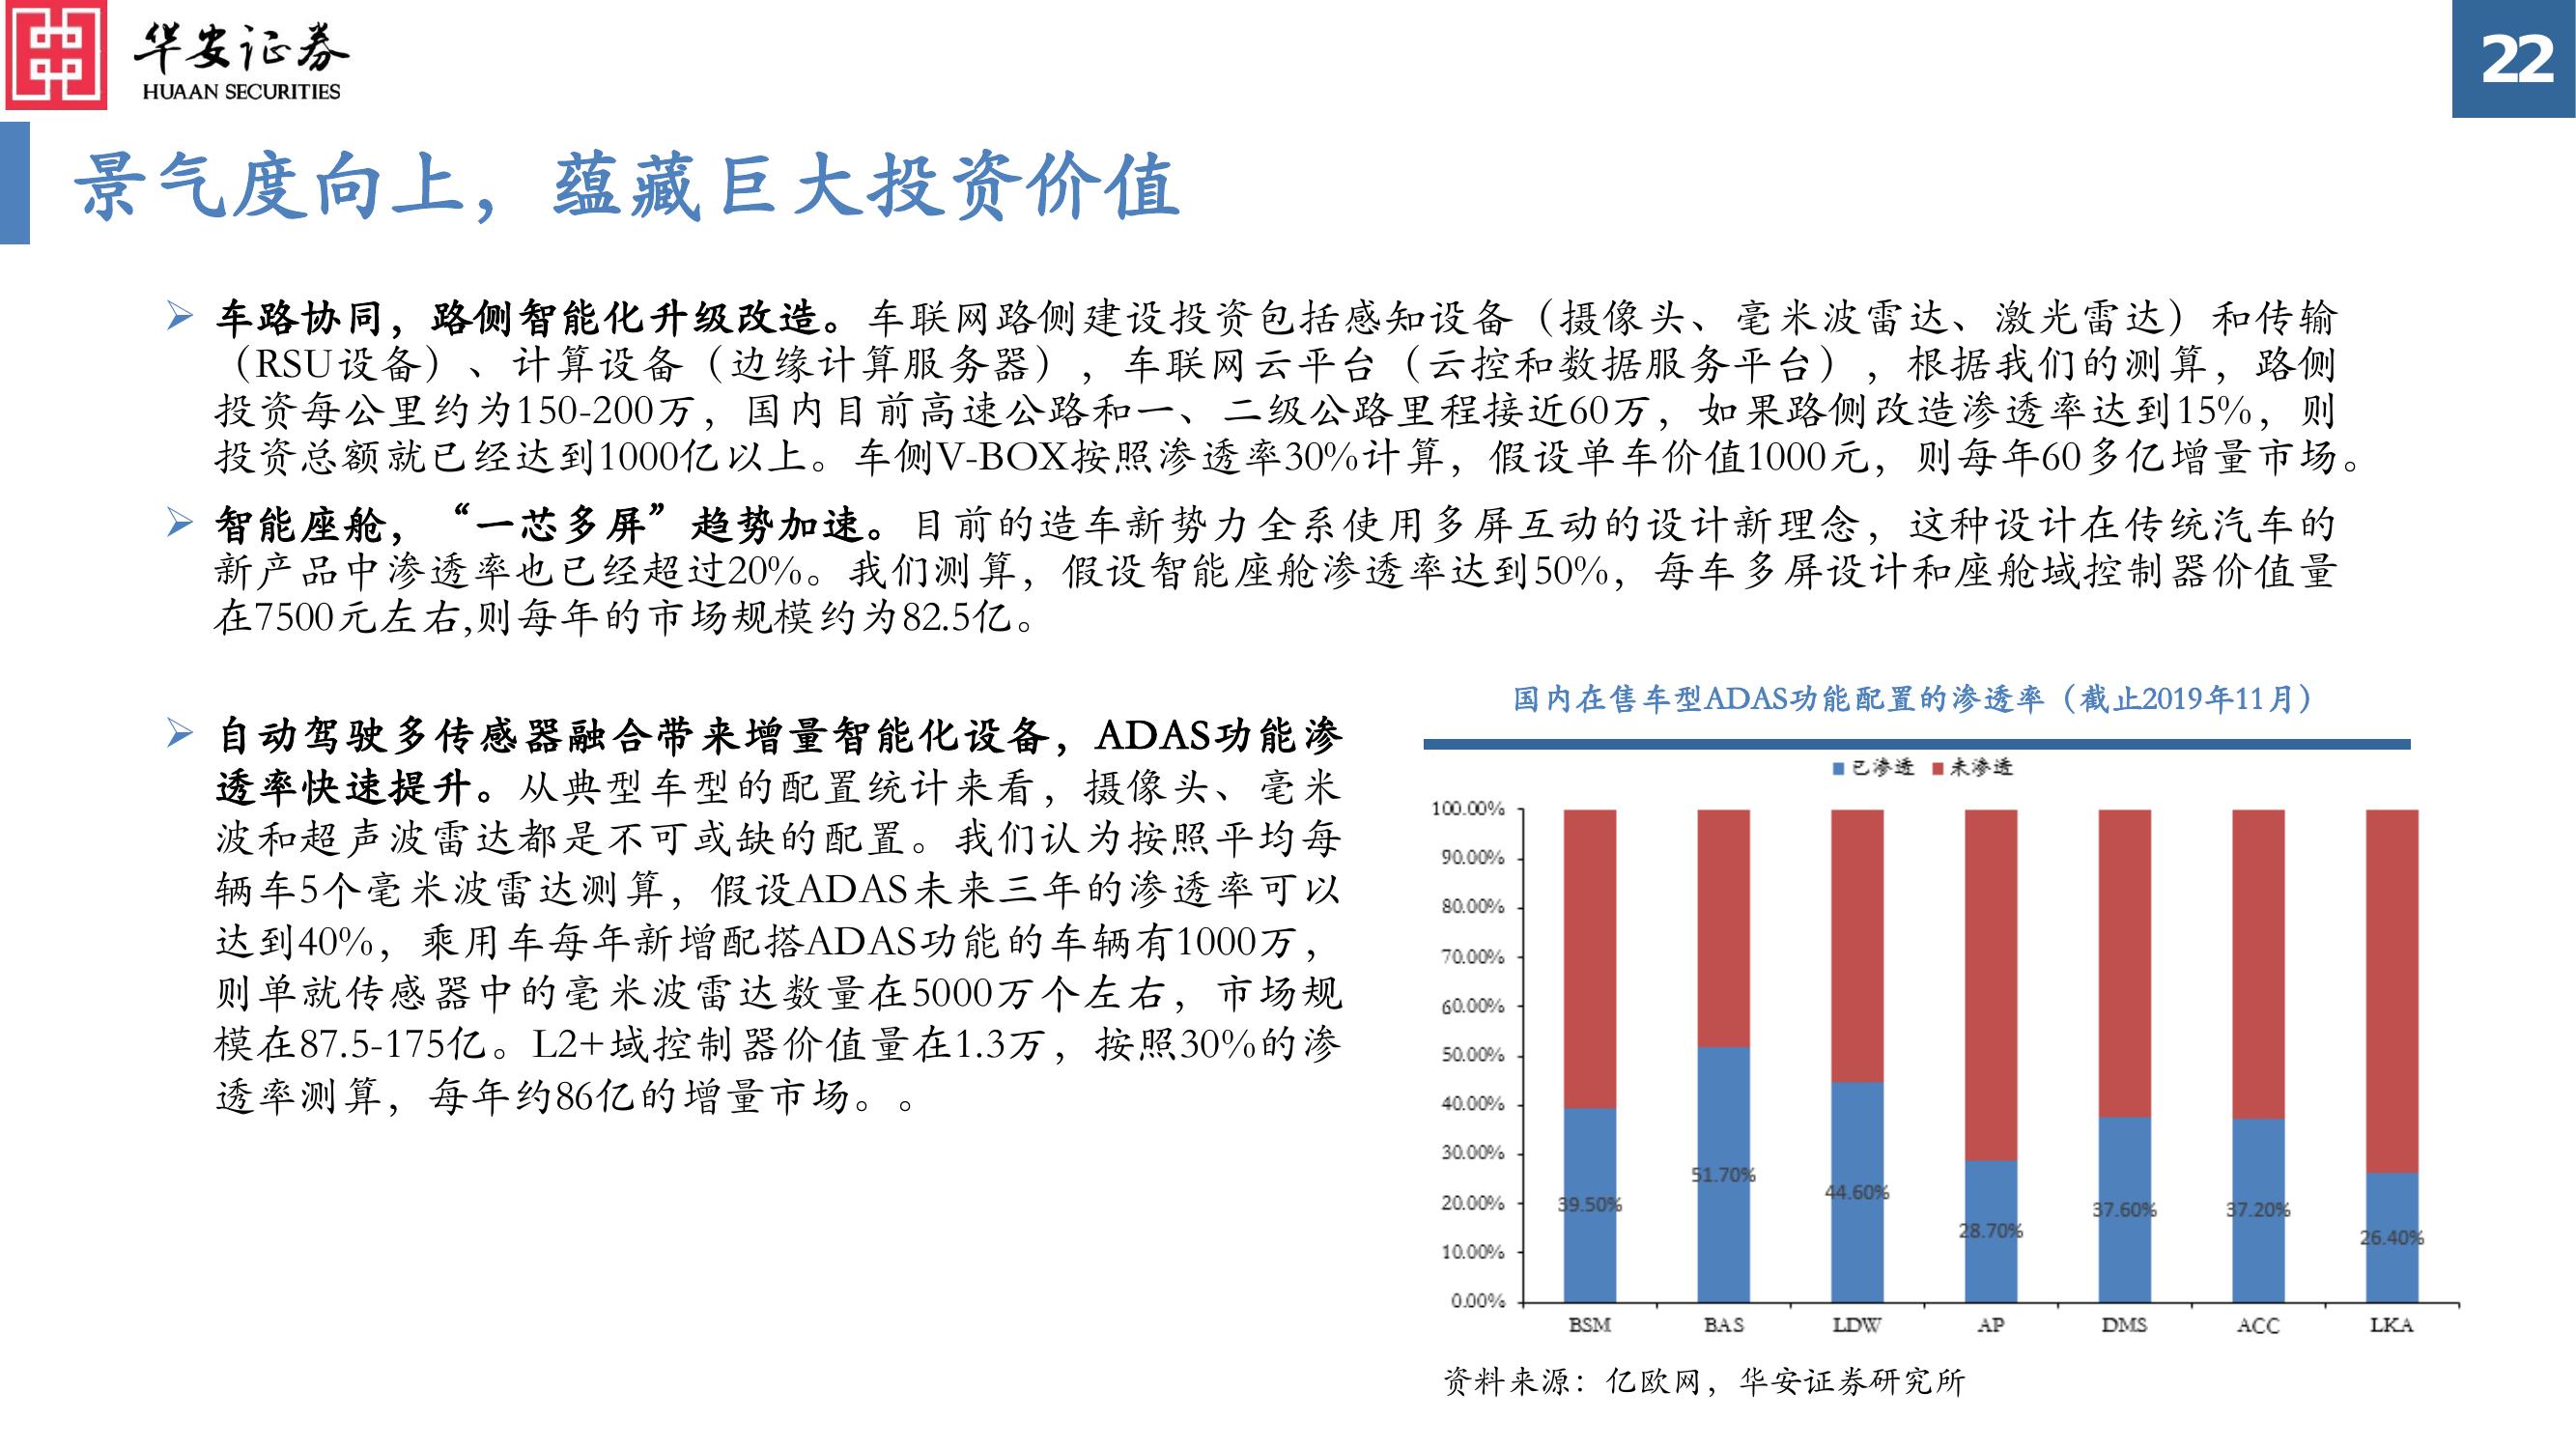 华安证券
HUAAN SECURITIES
22
景气度向上，蕴藏巨大投资价值
车路协同，路侧智能化升级改造。车联网路侧建设投资包括感知设备（摄像头、毫米波雷达、激光雷达）和传输
（RSU设备）、计算设备（边缘计算服务器），车联网云平台（云控和数据服务平台），根据我们的测算，路侧
投资每公里约为150-200万，国内目前高速公路和一、二级公路里程接近60万，如果路侧改造渗透率达到15%，则
投资总额就已经达到1000亿以上。车侧V-BOX按照渗透率30%计算，假设单车价值1000元，则每年60多亿增量市场。
智能座舱，“一芯多屏”趋势加速。目前的造车新势力全系使用多屏互动的设计新理念，这种设计在传统汽车的
新产品中渗透率也已经超过20%。我们测算，假设智能座舱渗透率达到50%，每车多屏设计和座舱域控制器价值量
在7500元左右,则每年的市场规模约为82.5亿。
自动驾驶多传感器融合带来增量智能化设备，ADAS功能渗
透率快速提升。从典型车型的配置统计来看，摄像头、毫米
波和超声波雷达都是不可或缺的配置。我们认为按照平均每
辆车5个毫米波雷达测算，假设ADAS未来三年的渗透率可以
达到40%，乘用车每年新增配搭ADAS功能的车辆有1000万，
则单就传感器中的毫米波雷达数量在5000万个左右，市场规
模在87.5-175亿。L2+域控制器价值量在1.3万，按照30%的渗
透率测算，每年约86亿的增量市场。。
国内在售车型ADAS功能配置的渗透率（截止2019年11月）
已渗透 未渗透
100.00%
90.00%
80.00%
70.00%
60.00%
50.00%
40.00%
30.00%
20.00%
10.00%
0.00%
39.50%
51.70%
44.60%
28.70%
37.60%
37.20%
26.40%
BSM BAS LDW AP DMS ACC LKA
资料来源：亿欧网，华安证券研究所